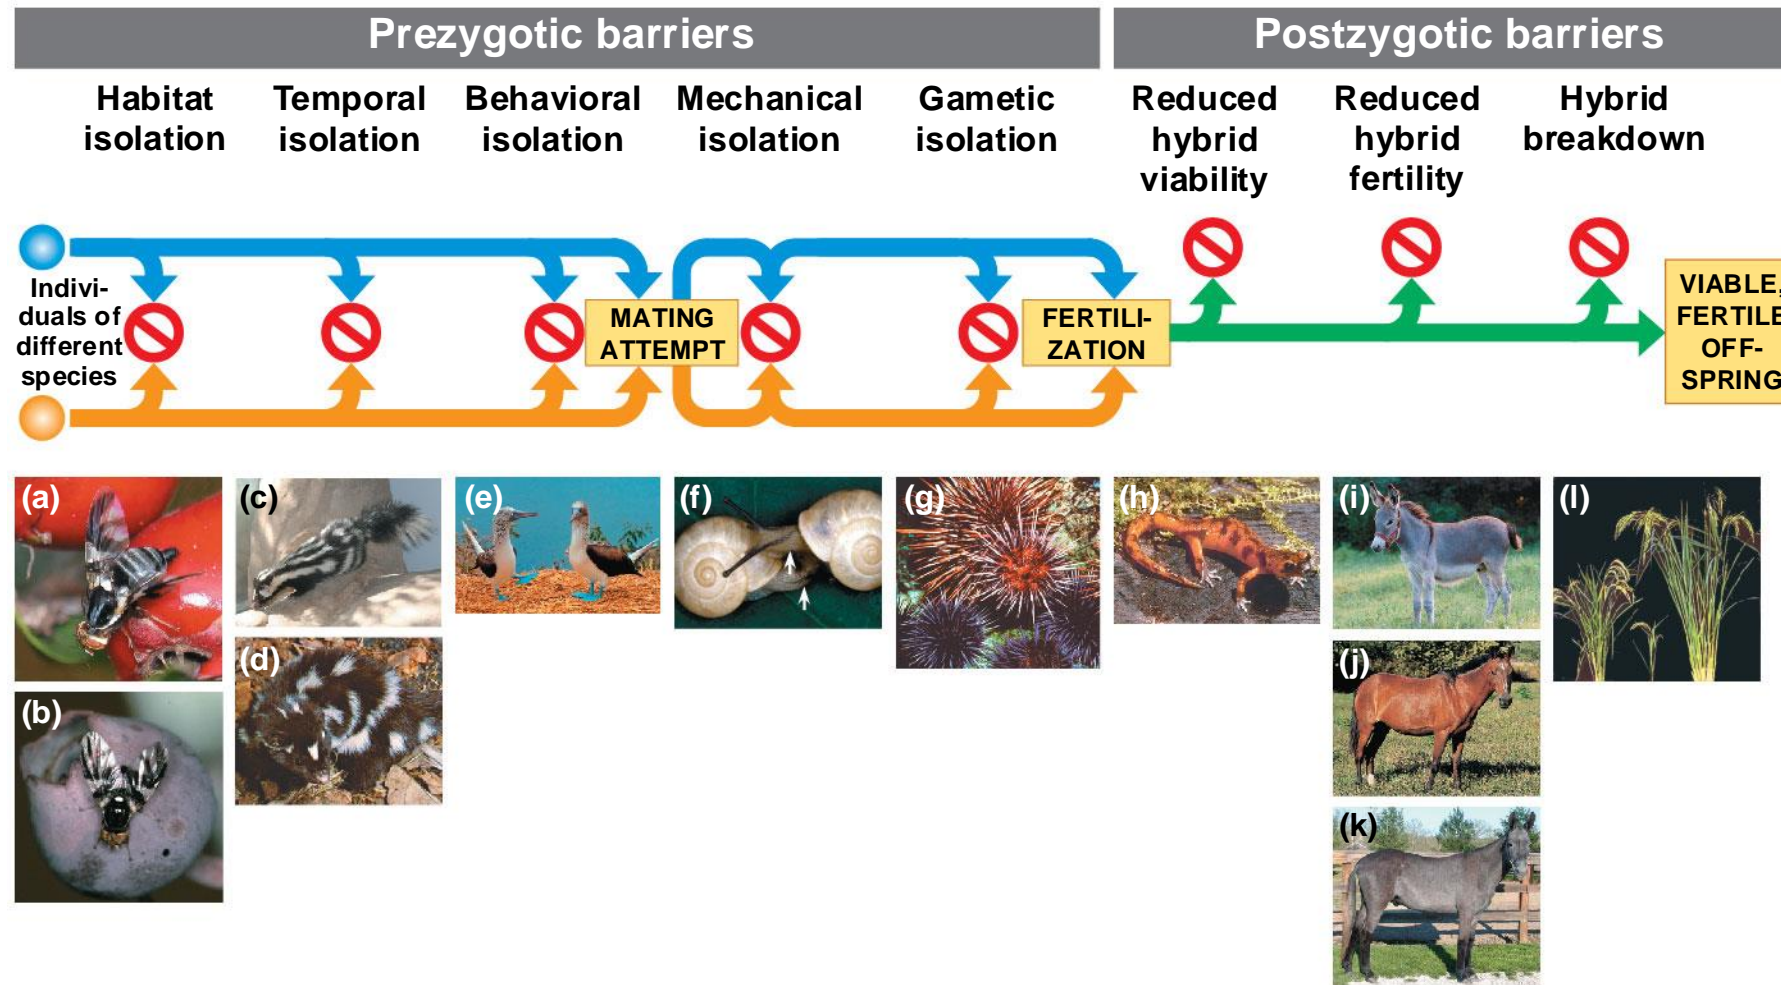 Prezygotic barriers
Postzygotic barriers
Habitat
isolation
Temporal
isolation
Behavioral
isolation
Mechanical
isolation
Gametic
isolation
Reduced
hybrid
viability
Reduced
hybrid
fertility
Hybrid
breakdown
Indivi-
duals of
different
species
MATING
ATTEMPT
FERTILI-
ZATION
VIABLE,
FERTILE
OFF-
SPRING
(a)
(b)
(c)
(d)
(e)
(f)
(g)
(h)
(i)
(j)
(k)
(l)